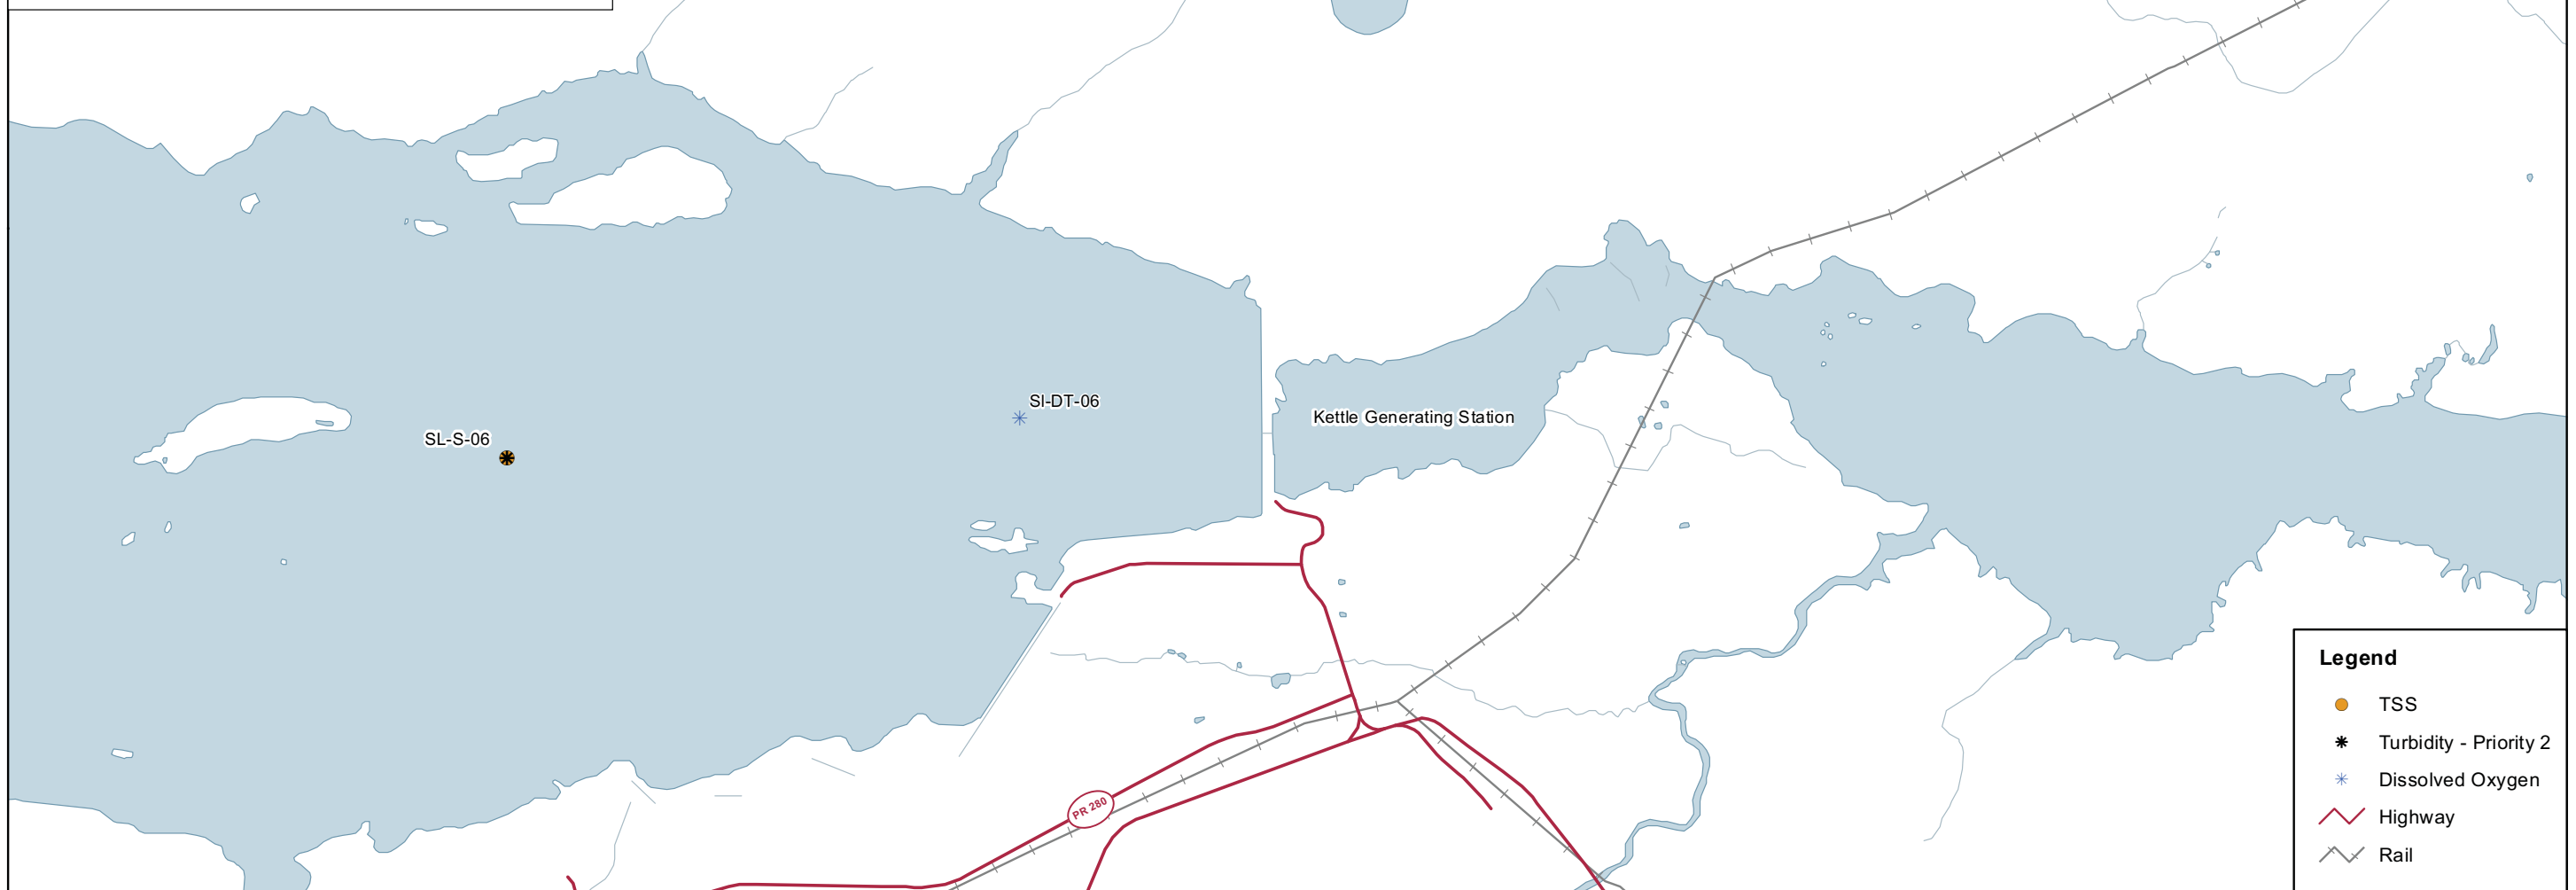 SI-DT-06
Kettle Generating Station
SL-S-06
PR 280
Legend
TSS
Turbidity - Priority 2
Dissolved Oxygen
Highway
Rail